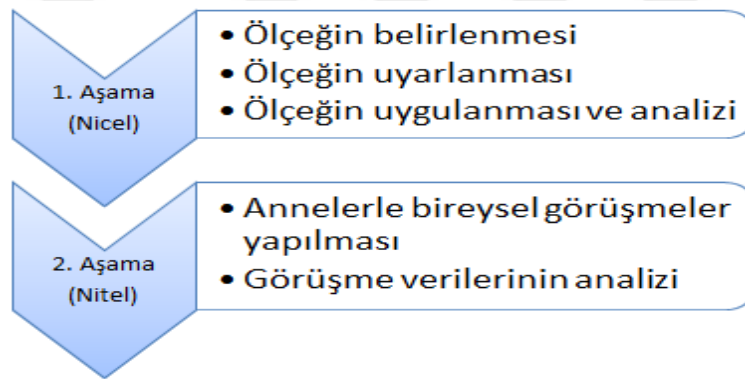 1. Aşama
(Nicel)
• Ölçeğin belirlenmesi
• Ölçeğin uyarlanması
• Ölçeğin uygulanması ve analizi
2. Aşama
(Nitel)
• Annelerle bireysel görüşmeler
yapılması
• Görüşme verilerinin analizi